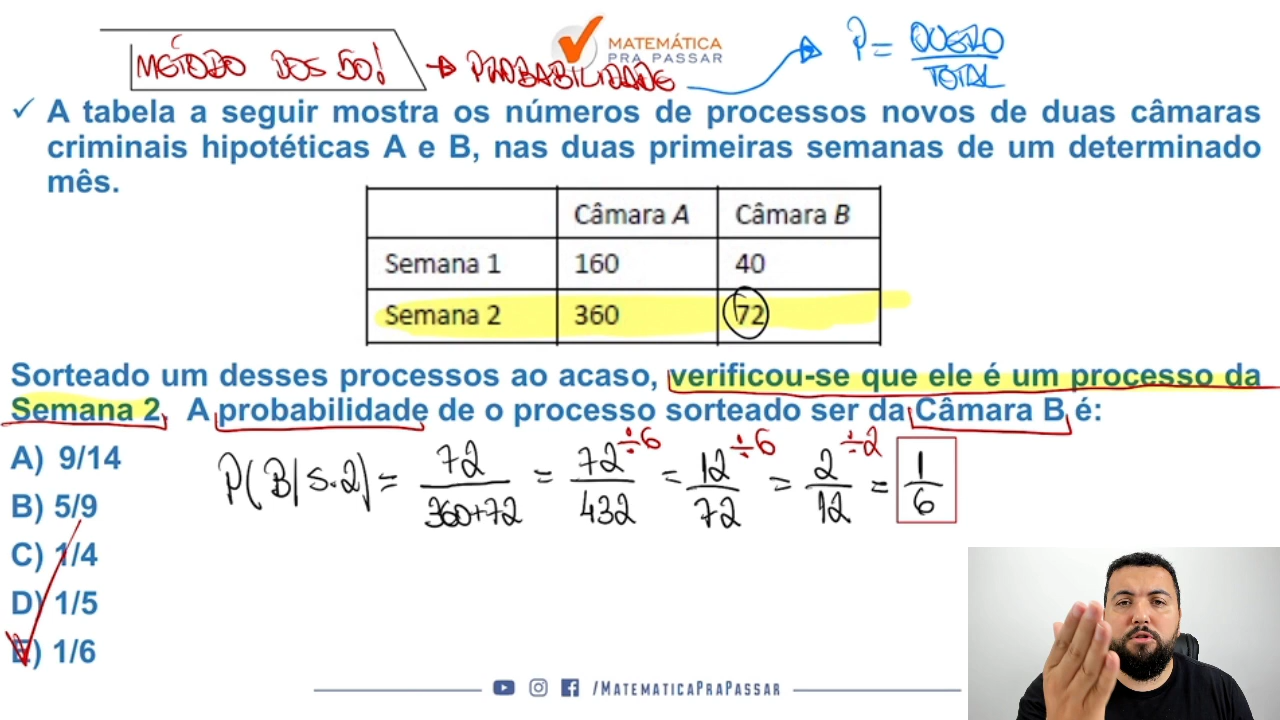 MÉTODO DOS 50! → PROBABILIDADE
MATEMÁTICA
PRA PASSAR
P = QUERO / TOTAL
✓ A tabela a seguir mostra os números de processos novos de duas câmaras
criminais hipotéticas A e B, nas duas primeiras semanas de um determinado
mês.
Câmara A Câmara B
Semana 1 160 40
Semana 2 360 72
Sorteado um desses processos ao acaso, verificou-se que ele é um processo da
Semana 2. A probabilidade de o processo sorteado ser da Câmara B é:
A) 9/14
B) 5/9
C) 1/4
D) 1/5
E) 1/6
P(B|S.2) = 72 / 360+72 = 72 / 432 ÷6 = 12 / 72 ÷6 = 2 / 12 ÷2 = 1 / 6
/MATEMATICAPRAPASSAR